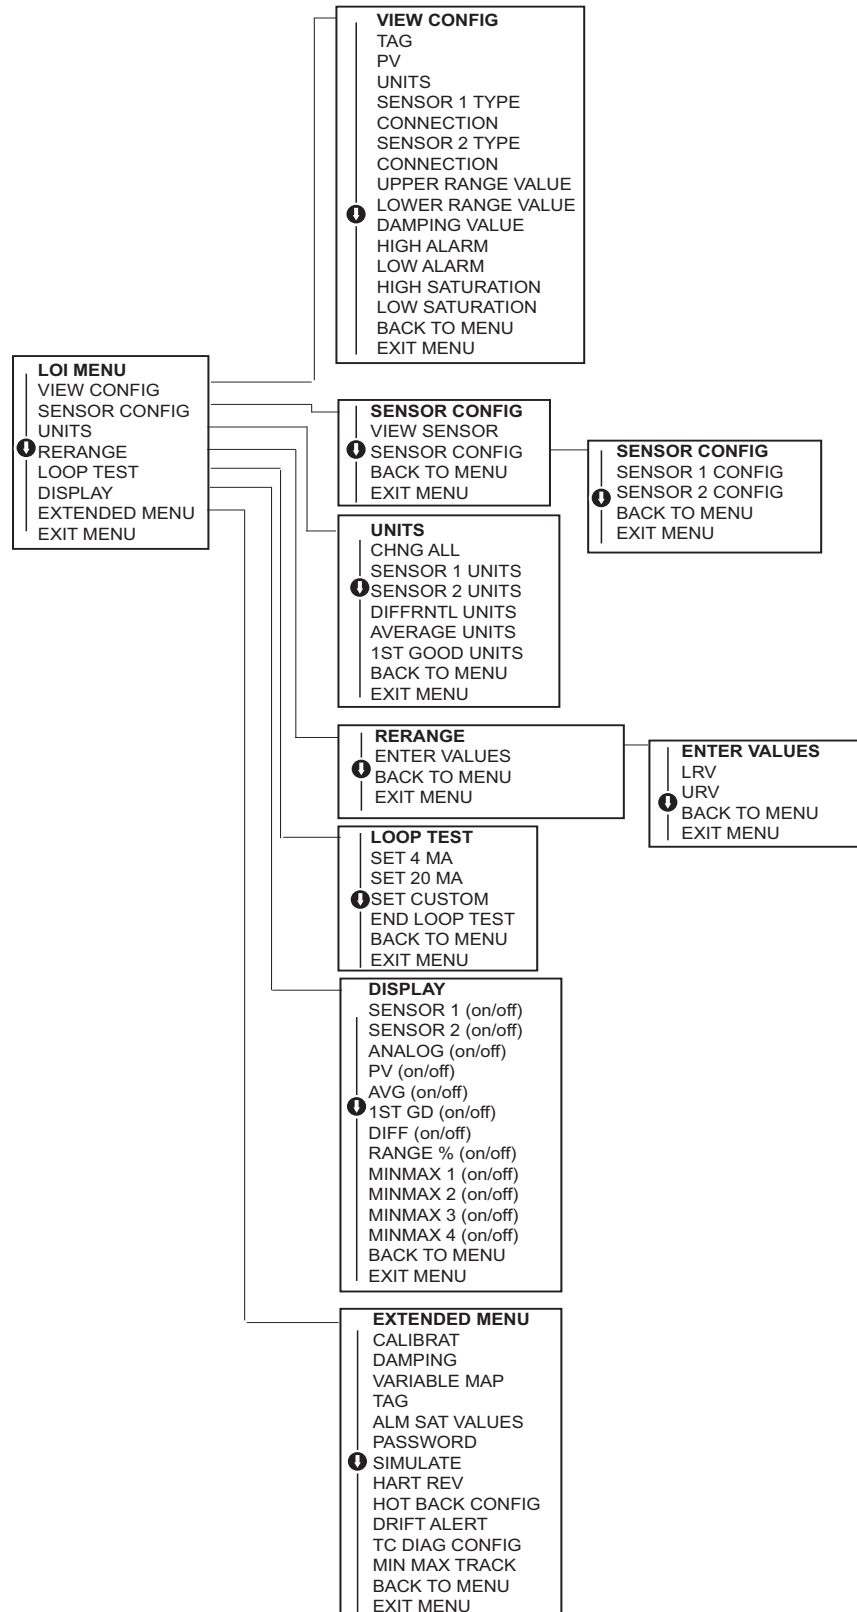 VIEW CONFIG
TAG
PV
UNITS
SENSOR 1 TYPE
CONNECTION
SENSOR 2 TYPE
CONNECTION
UPPER RANGE VALUE
LOWER RANGE VALUE
DAMPING VALUE
HIGH ALARM
LOW ALARM
HIGH SATURATION
LOW SATURATION
BACK TO MENU
EXIT MENU
LOI MENU
VIEW CONFIG
SENSOR CONFIG
UNITS
RERANGE
LOOP TEST
DISPLAY
EXTENDED MENU
EXIT MENU
SENSOR CONFIG
VIEW SENSOR
SENSOR CONFIG
BACK TO MENU
EXIT MENU
SENSOR CONFIG
SENSOR 1 CONFIG
SENSOR 2 CONFIG
BACK TO MENU
EXIT MENU
UNITS
CHNG ALL
SENSOR 1 UNITS
SENSOR 2 UNITS
DIFFRNTL UNITS
AVERAGE UNITS
1ST GOOD UNITS
BACK TO MENU
EXIT MENU
RERANGE
ENTER VALUES
BACK TO MENU
EXIT MENU
ENTER VALUES
LRV
URV
BACK TO MENU
EXIT MENU
LOOP TEST
SET 4 MA
SET 20 MA
SET CUSTOM
END LOOP TEST
BACK TO MENU
EXIT MENU
DISPLAY
SENSOR 1 (on/off)
SENSOR 2 (on/off)
ANALOG (on/off)
PV (on/off)
AVG (on/off)
1ST GD (on/off)
DIFF (on/off)
RANGE % (on/off)
MINMAX 1 (on/off)
MINMAX 2 (on/off)
MINMAX 3 (on/off)
MINMAX 4 (on/off)
BACK TO MENU
EXIT MENU
EXTENDED MENU
CALIBRAT
DAMPING
VARIABLE MAP
TAG
ALM SAT VALUES
PASSWORD
SIMULATE
HART REV
HOT BACK CONFIG
DRIFT ALERT
TC DIAG CONFIG
MIN MAX TRACK
BACK TO MENU
EXIT MENU